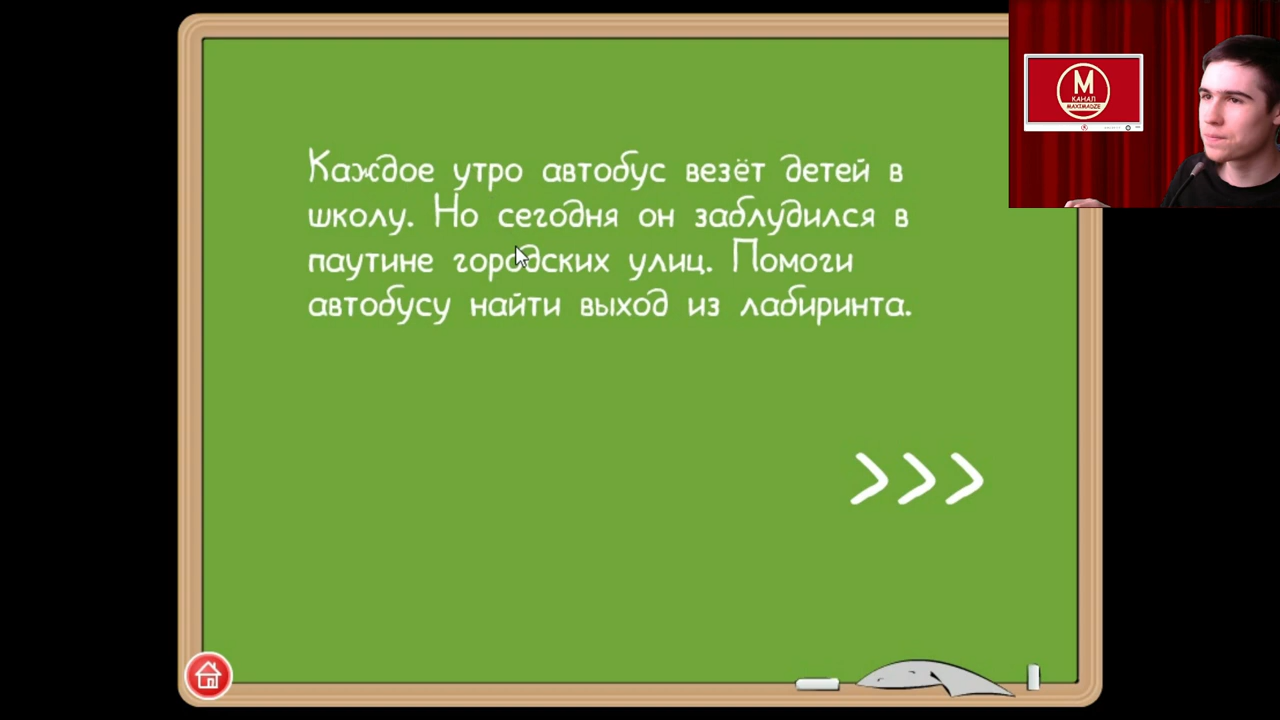 Каждое утро автобус везёт детей в
школу. Но сегодня он заблудился в
паутине городских улиц. Помоги
автобусу найти выход из лабиринта.
>>>
М
КАНАЛ
MAXIMADZE